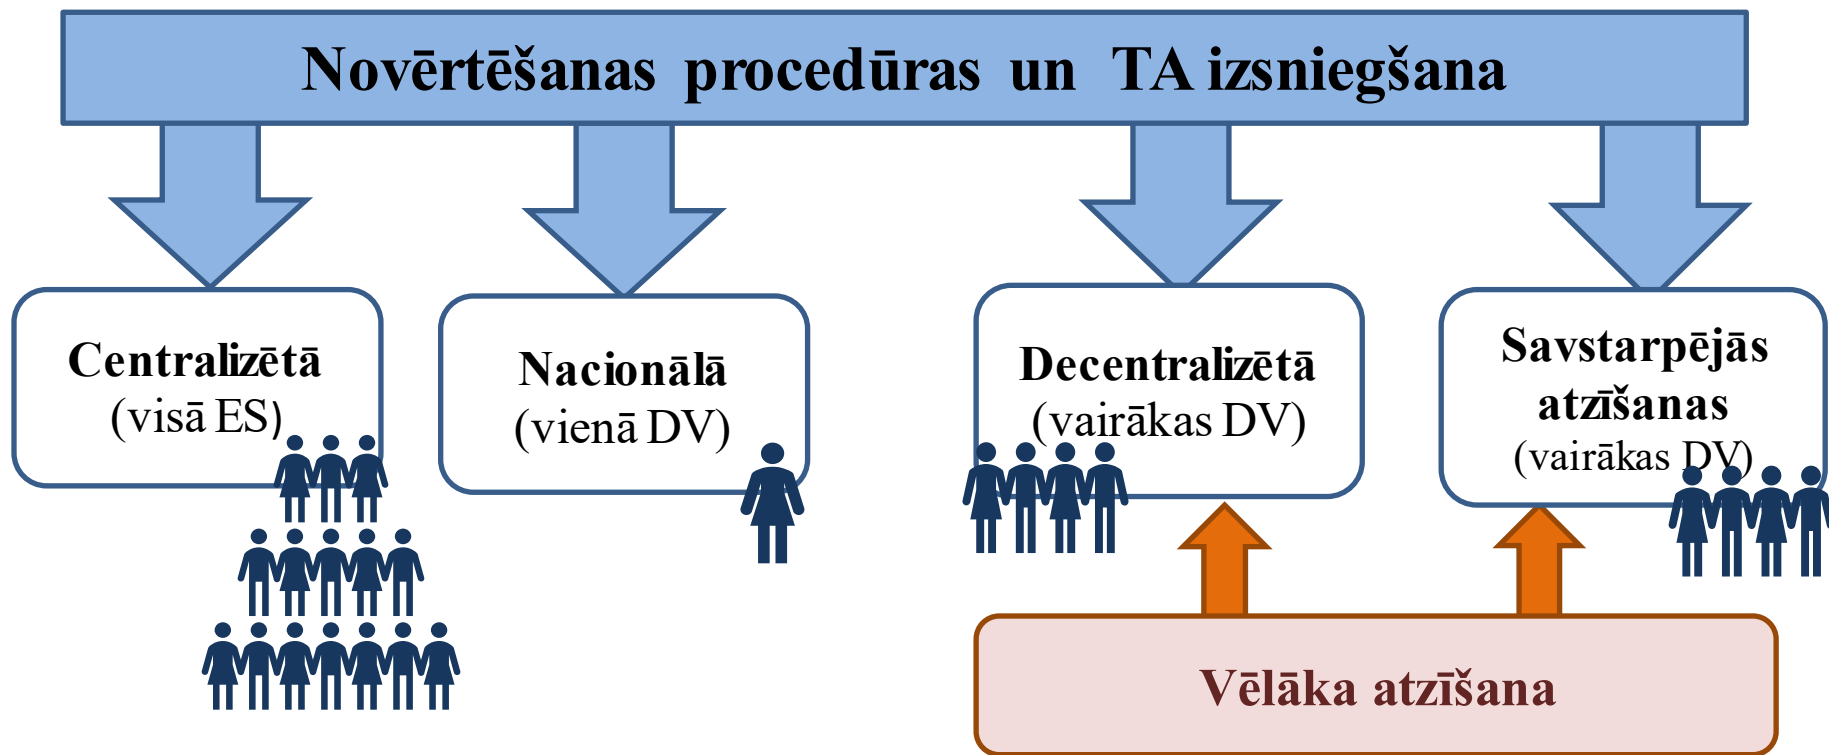 Novērtēšanas procedūras un TA izsniegšana
Centralizētā
(visā ES)
Nacionālā
(vienā DV)
Decentralizētā
(vairākas DV)
Savstarpējās
atzīšanas
(vairākas DV)
Vēlāka atzīšana